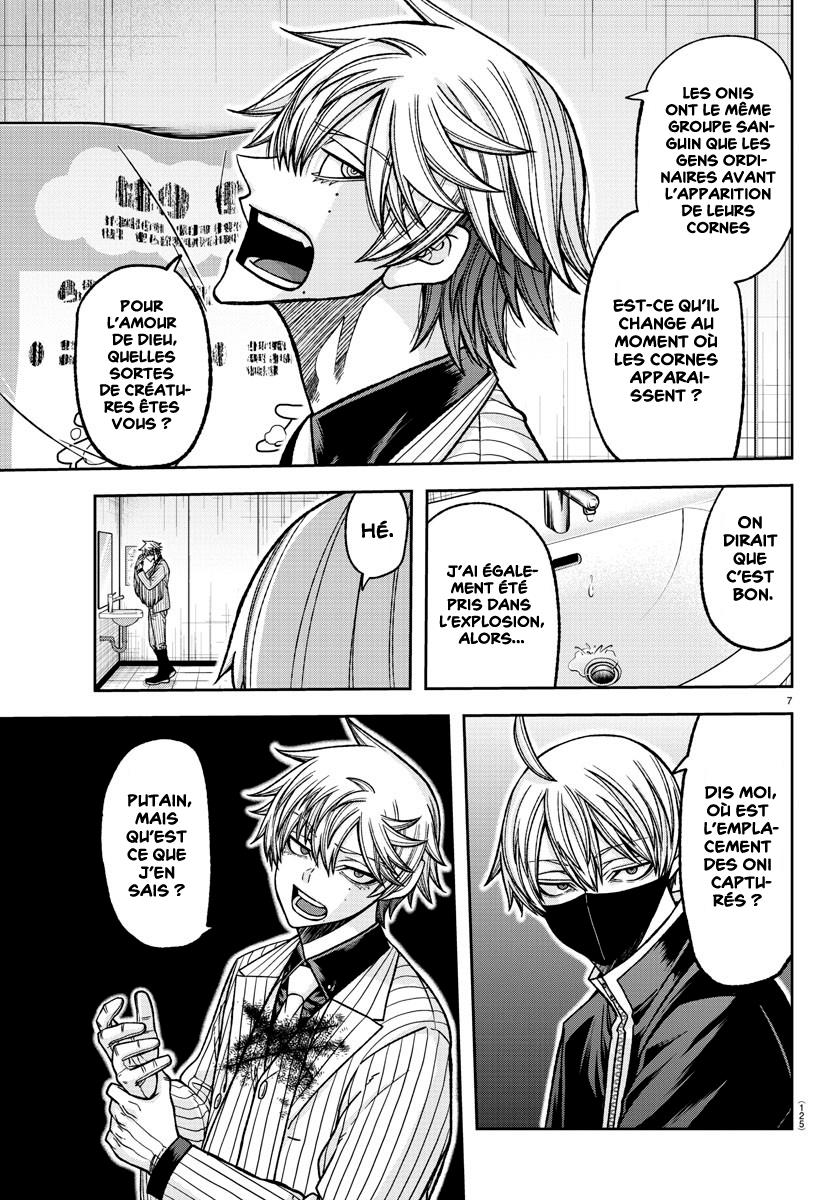 LES ONIS
ONT LE MÊME
GROUPE SAN-
GUIN QUE LES
GENS ORDI-
NAIRES AVANT
L'APPARITION
DE LEURS
CORNES
EST-CE QU'IL
CHANGE AU
MOMENT OÙ
LES CORNES
APPARAI-
SSENT ?
POUR
L'AMOUR
DE DIEU,
QUELLES
SORTES
DE CRÉATU-
RES ÊTES
VOUS ?
ON
DIRAIT
QUE
C'EST
BON.
J'AI ÉGALE-
MENT ÉTÉ
PRIS DANS
L'EXPLOSION,
ALORS...
HÉ.
7
DIS MOI,
OÙ EST
L'EMPLA-
CEMENT
DES ONI
CAPTU-
RÉS ?
PUTAIN,
MAIS
QU'EST
CE QUE
J'EN
SAIS ?
(125)